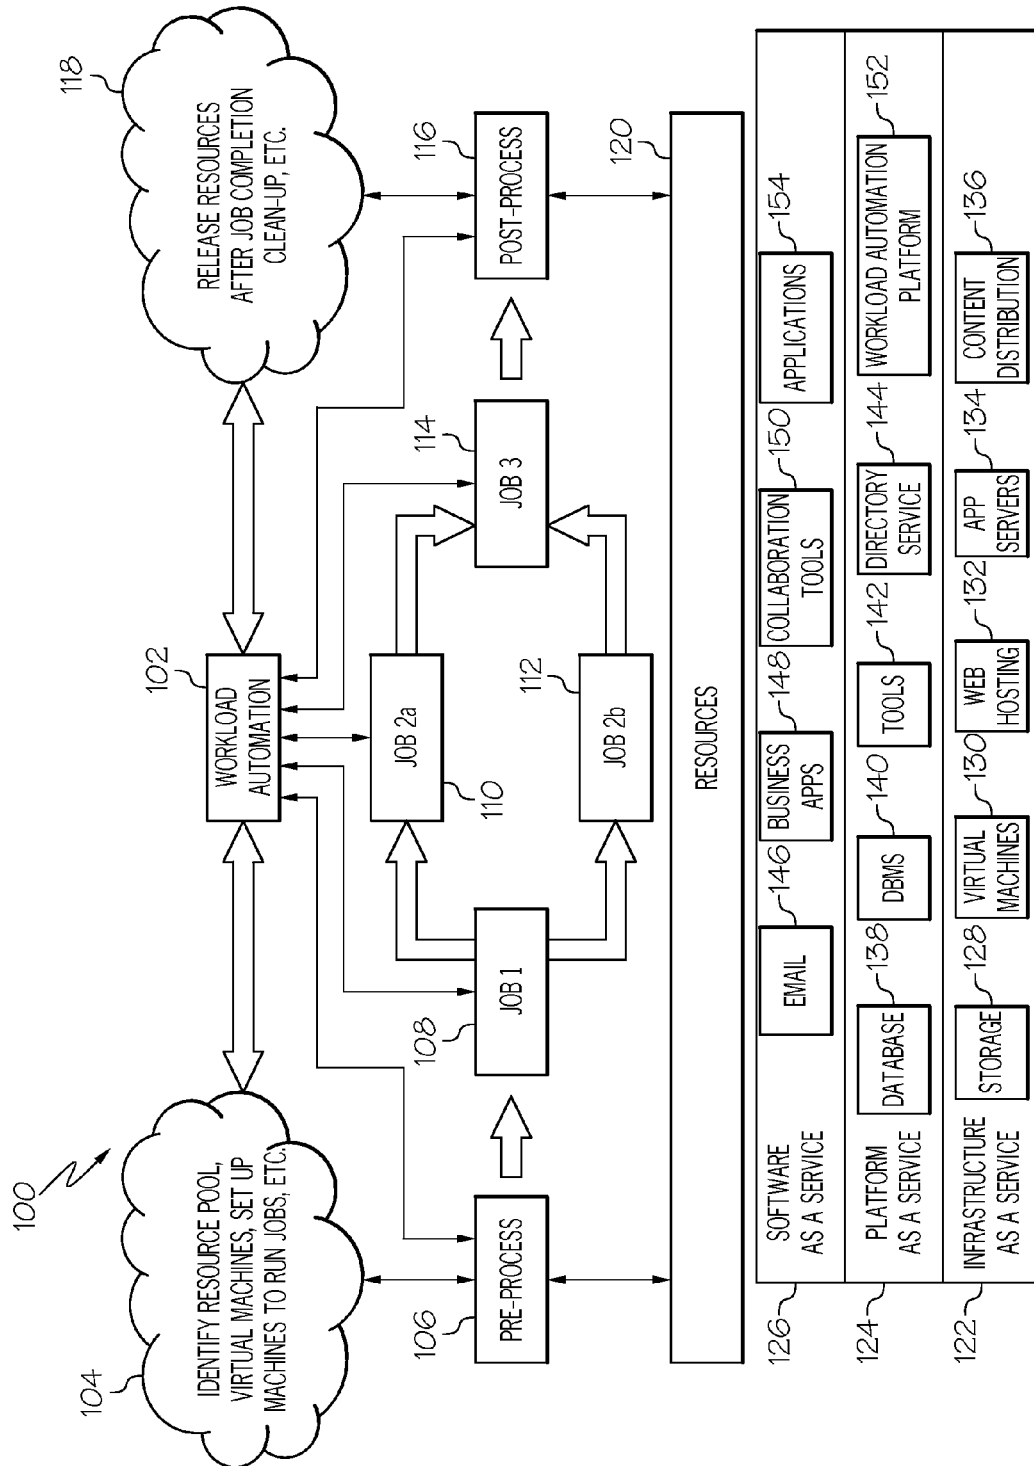 100
104
IDENTIFY RESOURCE POOL,
VIRTUAL MACHINES, SET UP
MACHINES TO RUN JOBS, ETC.
102
WORKLOAD
AUTOMATION
118
RELEASE RESOURCES
AFTER JOB COMPLETION
CLEAN-UP, ETC.
106
PRE-PROCESS
108
JOB 1
JOB 2a
110
112
JOB 2b
114
JOB 3
116
POST-PROCESS
RESOURCES
120
126
SOFTWARE
AS A SERVICE
EMAIL
146
BUSINESS
APPS
148
COLLABORATION
TOOLS
150
APPLICATIONS
154
124
PLATFORM
AS A SERVICE
DATABASE
138
DBMS
140
TOOLS
142
DIRECTORY
SERVICE
144
WORKLOAD AUTOMATION
PLATFORM
152
122
INFRASTRUCTURE
AS A SERVICE
STORAGE
128
VIRTUAL
MACHINES
130
WEB
HOSTING
132
APP
SERVERS
134
CONTENT
DISTRIBUTION
136